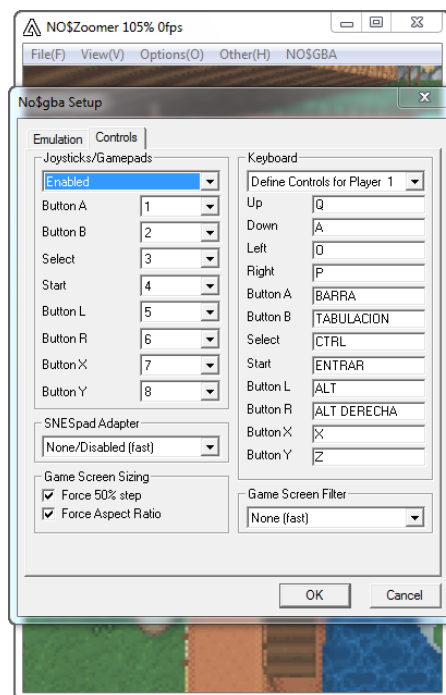 NO$Zoomer 105% 0fps
File(F) View(V) Options(O) Other(H) NO$GBA
No$gba Setup
Emulation Controls
Joysticks/Gamepads
Enabled
Button A 1
Button B 2
Select 3
Start 4
Button L 5
Button R 6
Button X 7
Button Y 8
SNESpad Adapter
None/Disabled (fast)
Game Screen Sizing
Force 50% step
Force Aspect Ratio
Keyboard
Define Controls for Player 1
Up Q
Down A
Left O
Right P
Button A BARRA
Button B TABULACION
Select CTRL
Start ENTRAR
Button L ALT
Button R ALT DERECHA
Button X X
Button Y Z
Game Screen Filter
None (fast)
OK Cancel